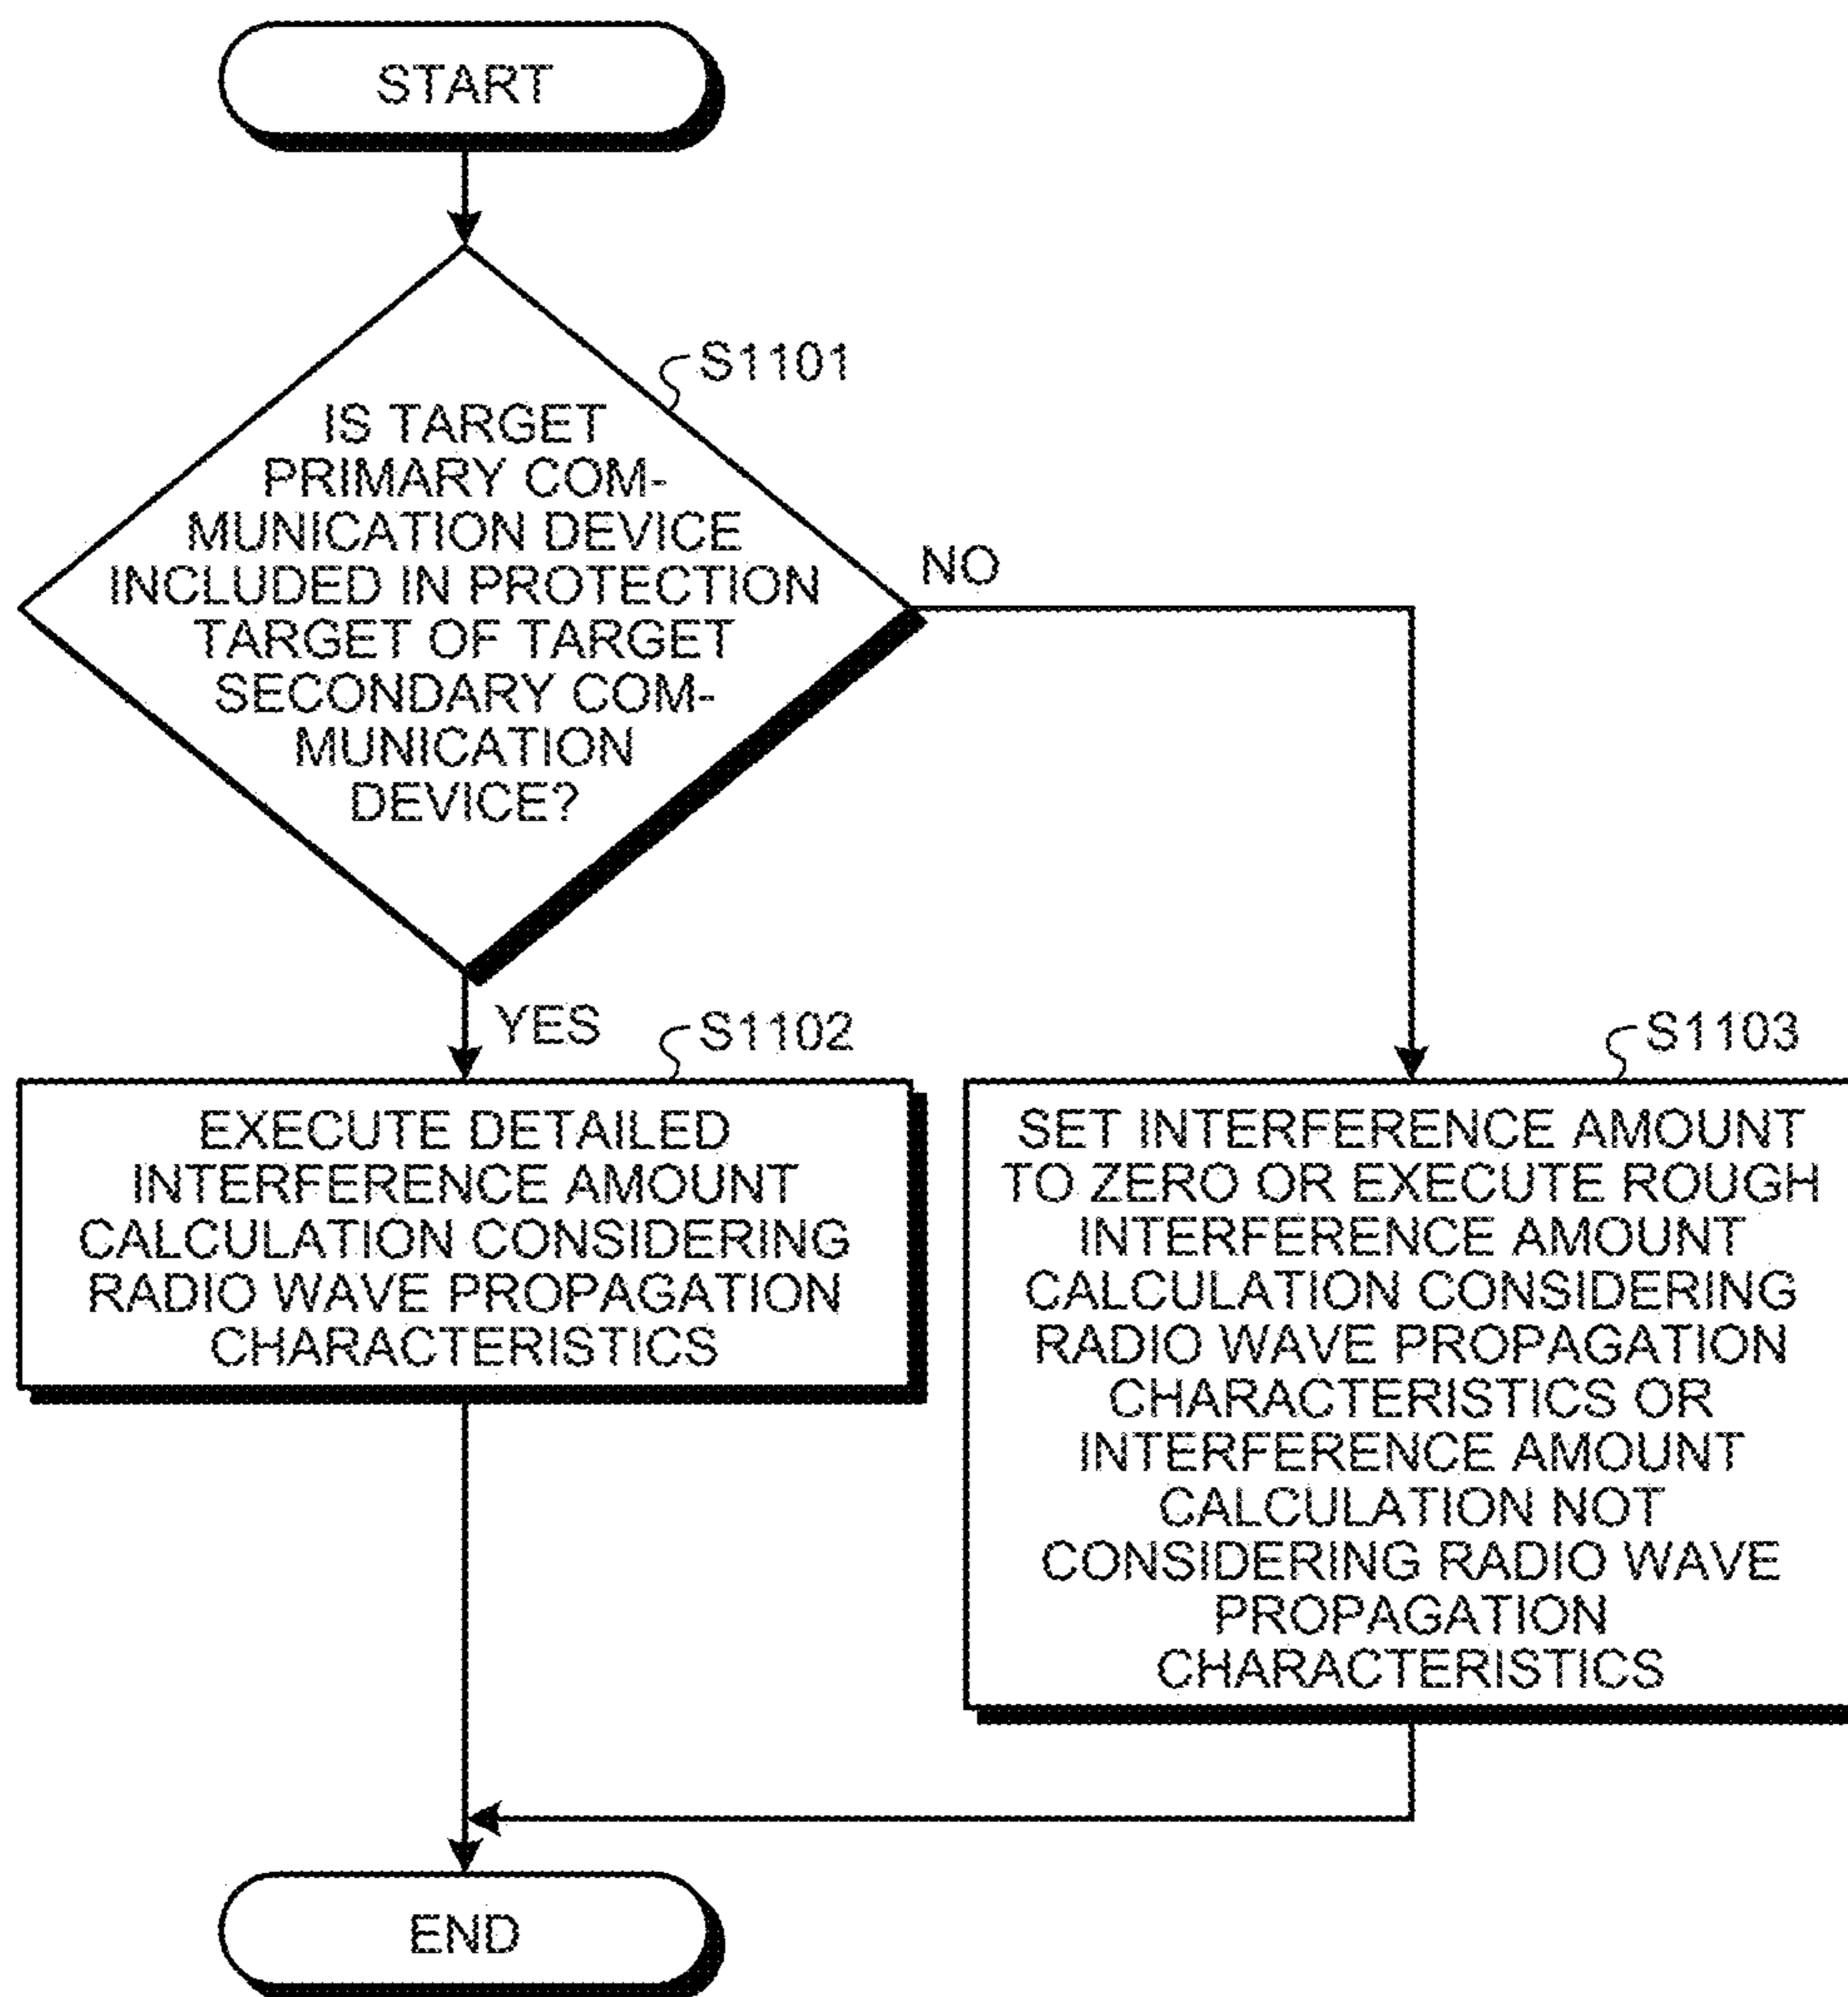 START
S1101
IS TARGET
PRIMARY COM-
MUNICATION DEVICE
INCLUDED IN PROTECTION
TARGET OF TARGET
SECONDARY COM-
MUNICATION
DEVICE?
NO
YES
S1102
EXECUTE DETAILED
INTERFERENCE AMOUNT
CALCULATION CONSIDERING
RADIO WAVE PROPAGATION
CHARACTERISTICS
S1103
SET INTERFERENCE AMOUNT
TO ZERO OR EXECUTE ROUGH
INTERFERENCE AMOUNT
CALCULATION CONSIDERING
RADIO WAVE PROPAGATION
CHARACTERISTICS OR
INTERFERENCE AMOUNT
CALCULATION NOT
CONSIDERING RADIO WAVE
PROPAGATION
CHARACTERISTICS
END